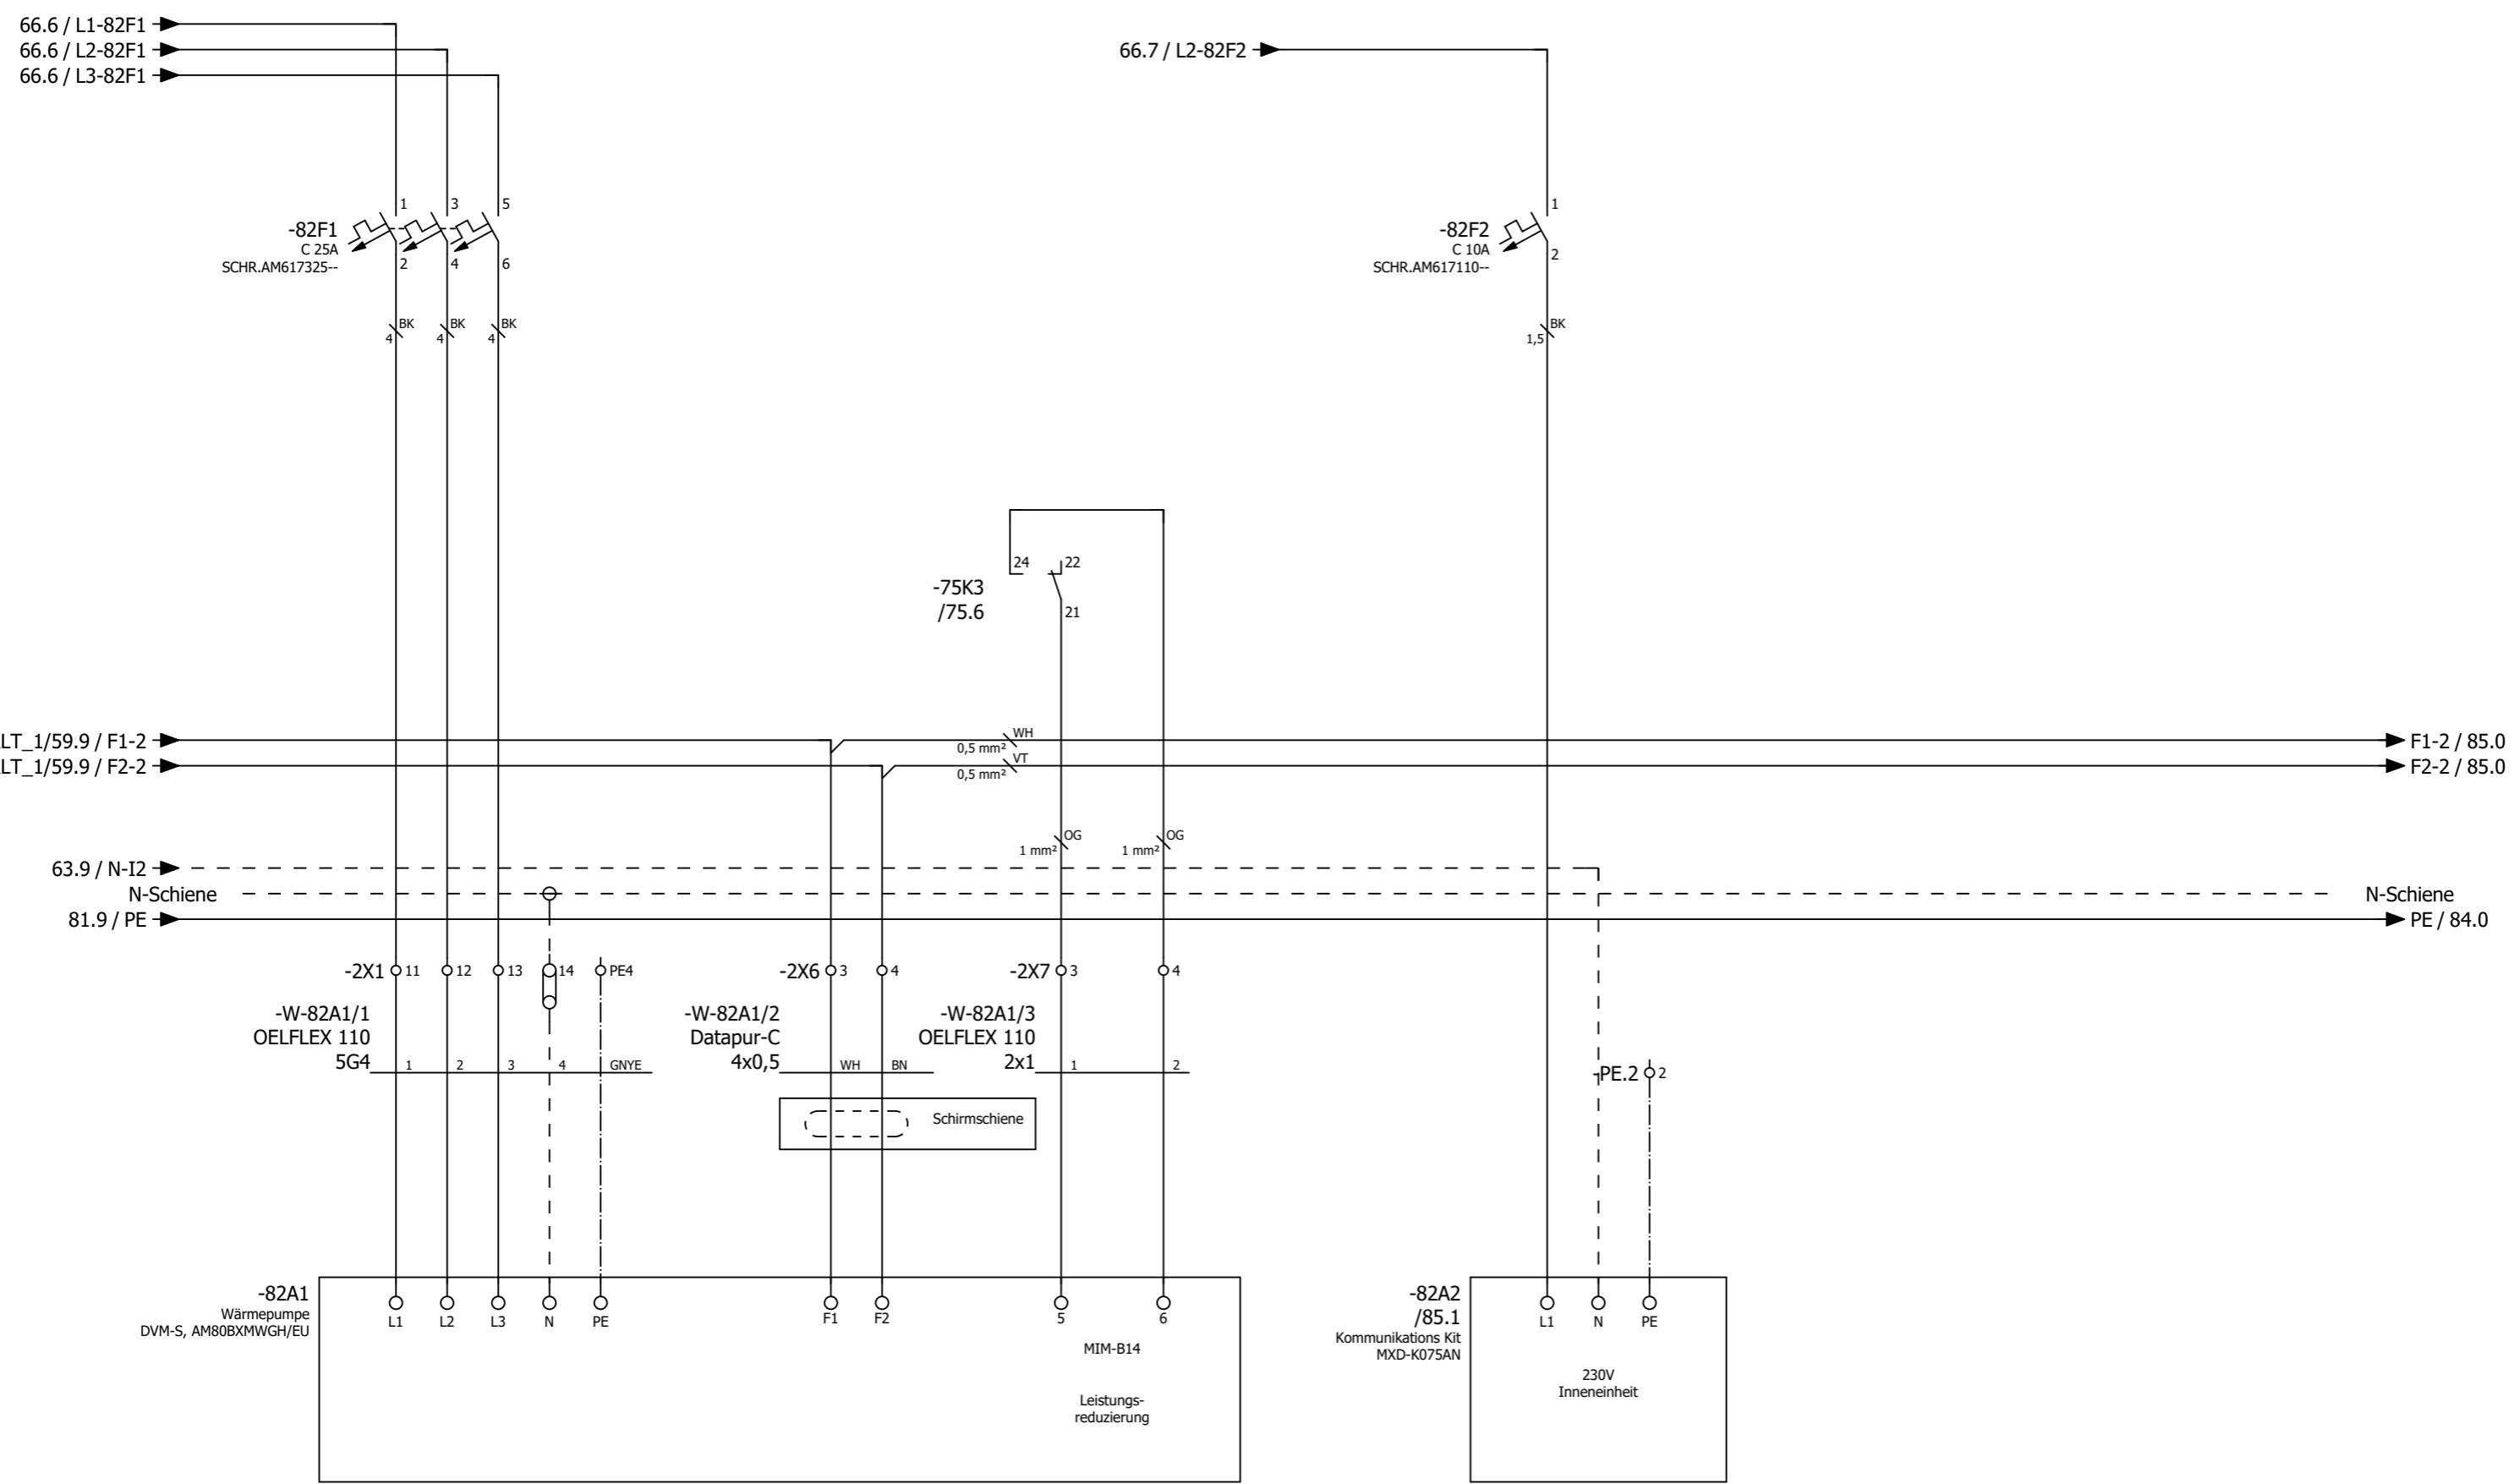 66.6 / L1-82F1
66.6 / L2-82F1
66.6 / L3-82F1
66.7 / L2-82F2
-82F1
C 25A
SCHR.AM617325--
1
3
5
2
4
6
-82F2
C 10A
SCHR.AM617110--
1
2
BK
BK
BK
4
4
4
BK
1,5
24
22
-75K3
/75.6
21
LT_1/59.9 / F1-2
WH
0,5 mm²
F1-2 / 85.0
LT_1/59.9 / F2-2
VT
0,5 mm²
F2-2 / 85.0
OG
1 mm²
OG
1 mm²
63.9 / N-I2
N-Schiene
N-Schiene
81.9 / PE
PE / 84.0
-2X1 11 12 13 14 PE4
-2X6 3 4
-2X7 3 4
-W-82A1/1
OELFLEX 110
5G4
1 2 3 4 GNYE
-W-82A1/2
Datapur-C
4x0,5
WH BN
-W-82A1/3
OELFLEX 110
2x1
1 2
-PE.2 2
Schirmschiene
-82A1
Wärmepumpe
DVM-S, AM80BXMWGH/EU
L1 L2 L3 N PE
F1 F2
5 6
MIM-B14
Leistungs-
reduzierung
-82A2
/85.1
Kommunikations Kit
MXD-K075AN
L1 N PE
230V
Inneneinheit